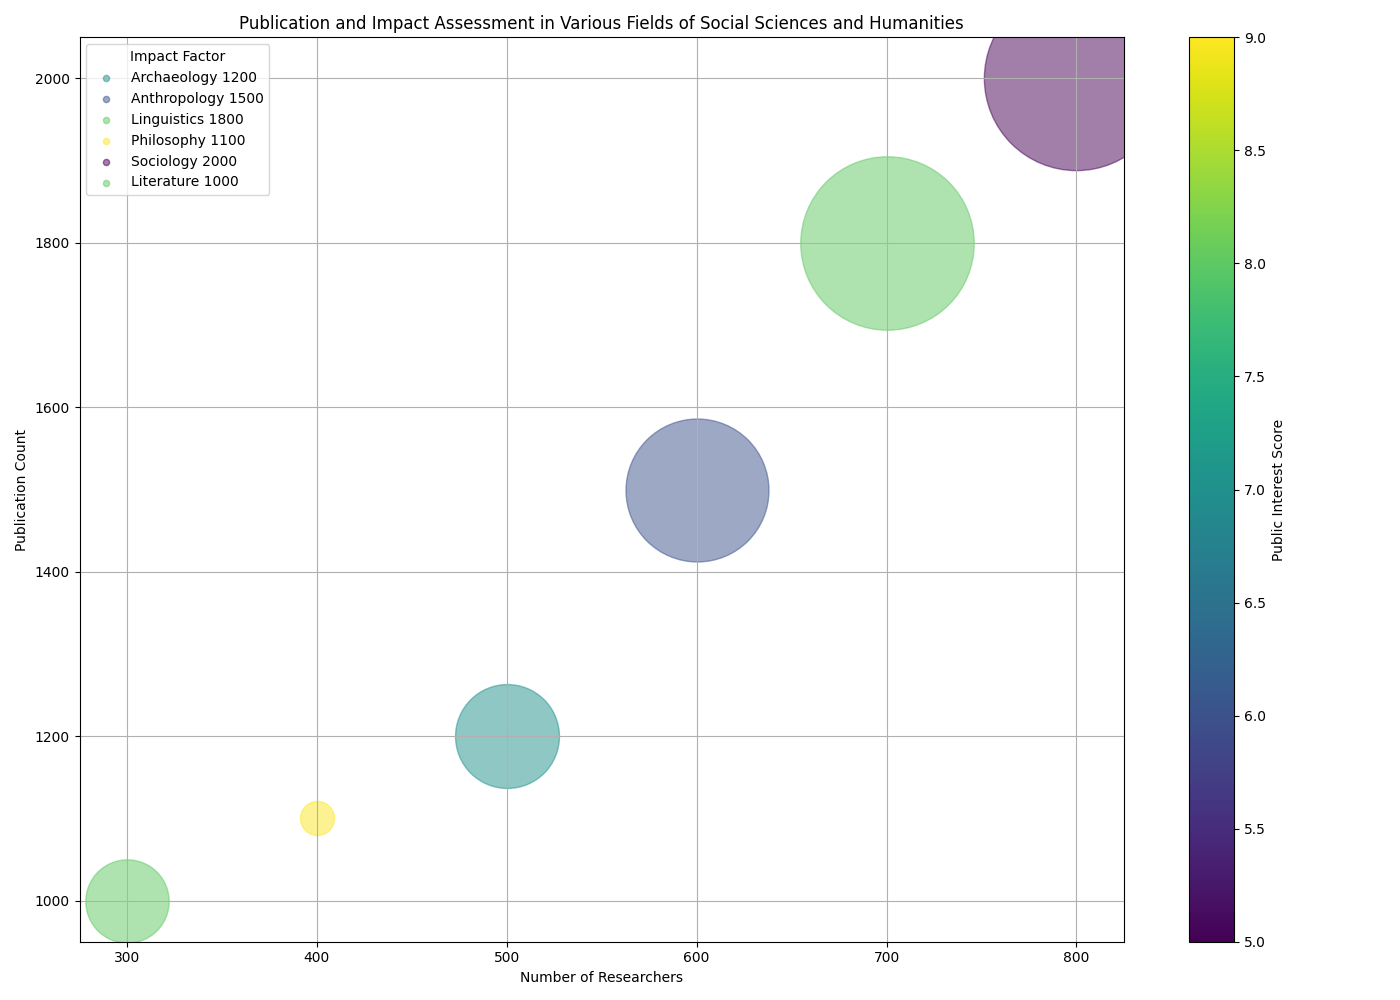 Publication and Impact Assessment in Various Fields of Social Sciences and Humanities
Impact Factor
Archaeology 1200
Anthropology 1500
Linguistics 1800
Philosophy 1100
Sociology 2000
Literature 1000
2000
1800
1600
1400
1200
1000
Publication Count
300
400
500
600
700
800
Number of Researchers
9.0
8.5
8.0
7.5
7.0
6.5
6.0
5.5
5.0
Public Interest Score